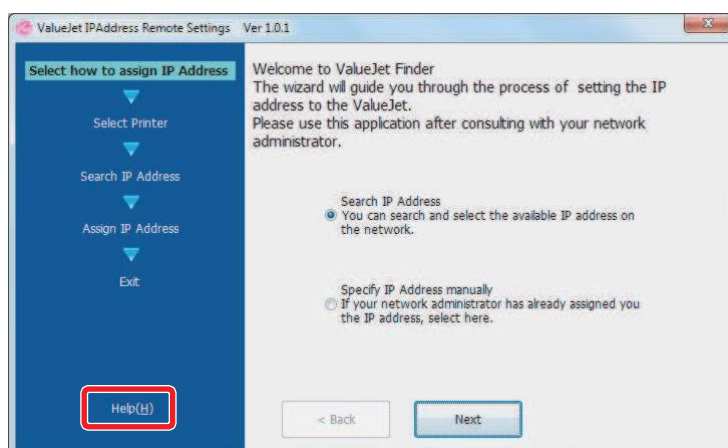 ValueJet IPAddress Remote Settings Ver 1.0.1
Select how to assign IP Address
Select Printer
Search IP Address
Assign IP Address
Exit
Help(H)
Welcome to ValueJet Finder
The wizard will guide you through the process of setting the IP
address to the ValueJet.
Please use this application after consulting with your network
administrator.
Search IP Address
You can search and select the available IP address on
the network.
Specify IP Address manually
If your network administrator has already assigned you
the IP address, select here.
< Back
Next